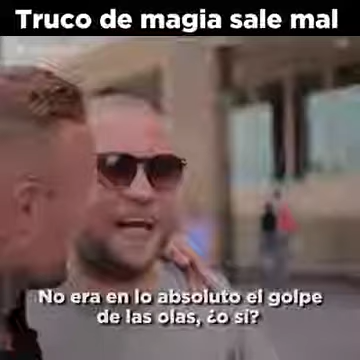 Truco de magia sale mal
No era en lo absoluto el golpe
de las olas, ¿o sí?